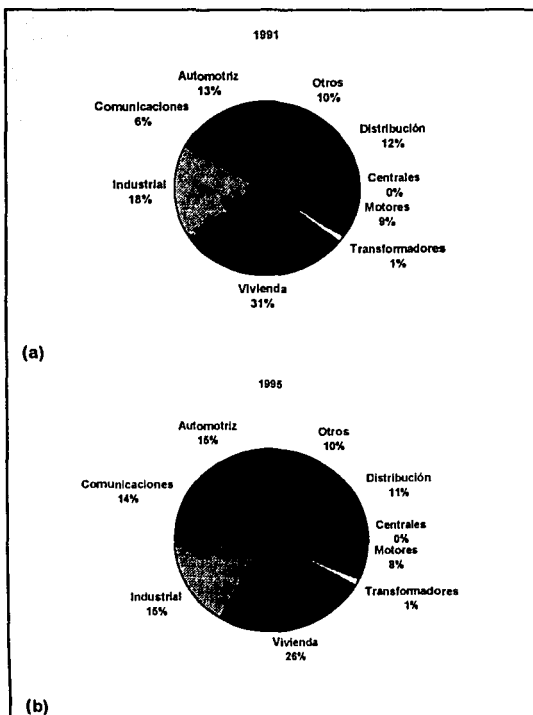 1991
Automotriz
13%
Otros
10%
Comunicaciones
6%
Distribución
12%
Industrial
18%
Centrales
0%
Motores
9%
Transformadores
1%
Vivienda
31%
(a)
1995
Automotriz
15%
Otros
10%
Comunicaciones
14%
Distribución
11%
Centrales
0%
Motores
8%
Industrial
15%
Transformadores
1%
Vivienda
26%
(b)